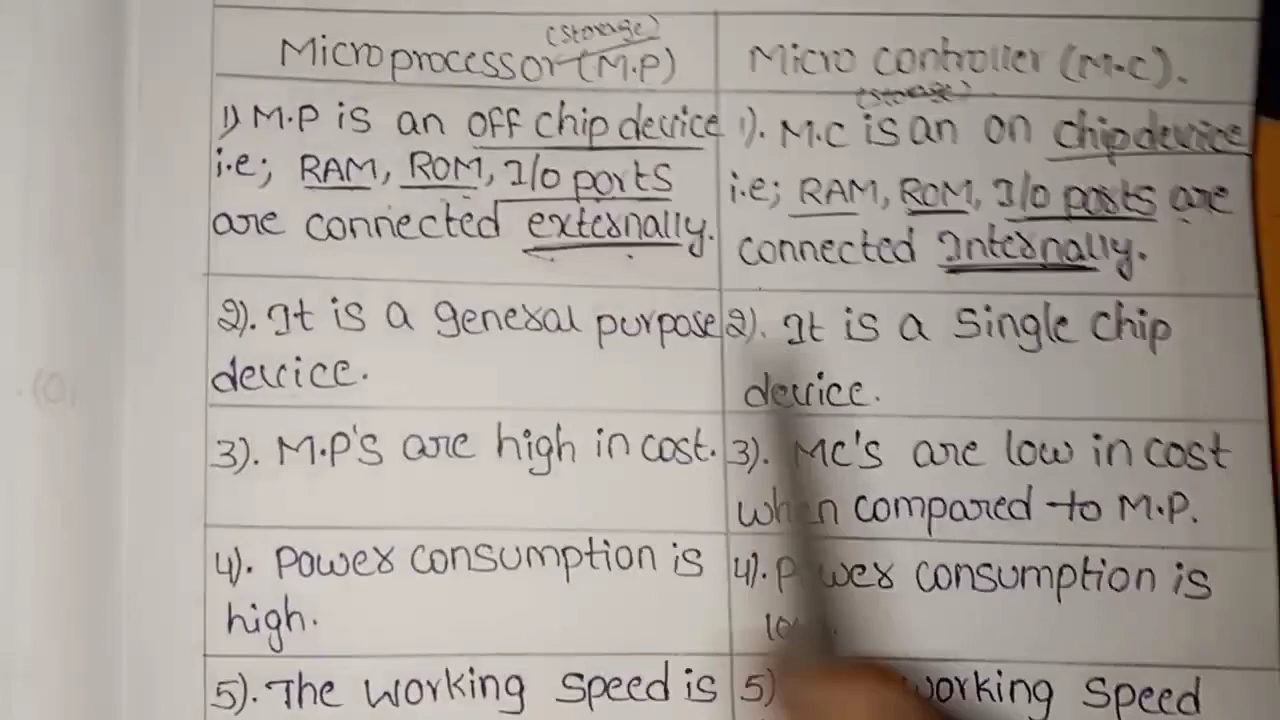 (storage)
Microprocessor (M.P)
1) M.P is an off chip device
i.e; RAM, ROM, I/o ports
are connected externally.
2). It is a general purpose
device.
3). M.P's are high in cost.
4). Power consumption is
high.
5). The working speed is
Micro controller (M.C).
(storage)
1). M.C is an on chip device
i.e; RAM, ROM, I/o ports are
connected Internally.
2). It is a single chip
device.
3). MC's are low in cost
when compared to M.P.
4). Power consumption is
5) working speed